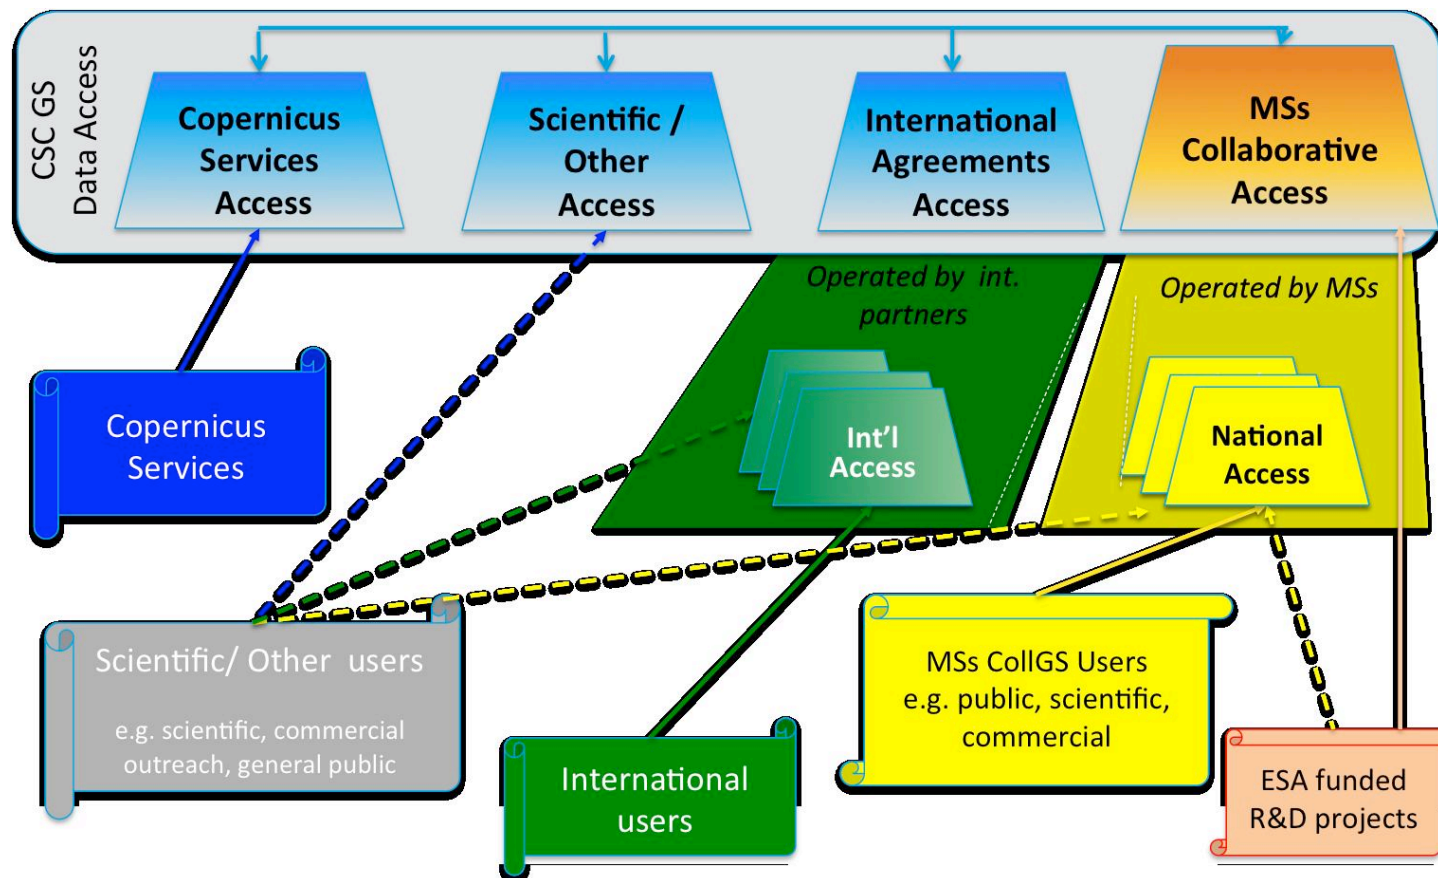 CSC GS
Data Access
Copernicus
Services
Access
Scientific /
Other
Access
International
Agreements
Access
MSs
Collaborative
Access
Operated by int.
partners
Operated by MSs
Int'l
Access
National
Access
Copernicus
Services
Scientific/ Other users
e.g. scientific, commercial
outreach, general public
International
users
MSs CollGS Users
e.g. public, scientific,
commercial
ESA funded
R&D projects